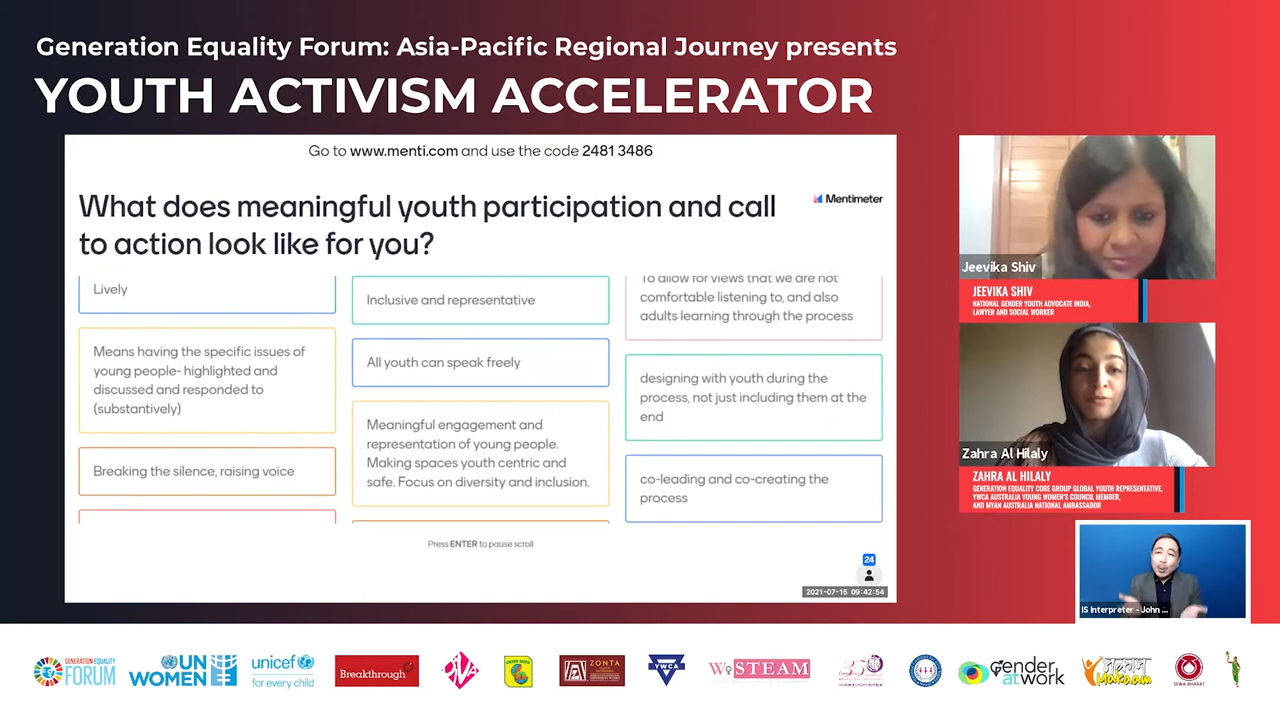 Generation Equality Forum: Asia-Pacific Regional Journey presents
YOUTH ACTIVISM ACCELERATOR
Go to www.menti.com and use the code 2481 3486
What does meaningful youth participation and call
to action look like for you?
Mentimeter
Lively
Means having the specific issues of
young people- highlighted and
discussed and responded to
(substantively)
Breaking the silence, raising voice
Inclusive and representative
All youth can speak freely
Meaningful engagement and
representation of young people.
Making spaces youth centric and
safe. Focus on diversity and inclusion.
To allow for views that we are not
comfortable listening to, and also
adults learning through the process
designing with youth during the
process, not just including them at the
end
co-leading and co-creating the
process
Press ENTER to pause scroll
24
2021-07-15 09:42:54
Jeevika Shiv
JEEVIKA SHIV
NATIONAL GENDER YOUTH ADVOCATE INDIA,
LAWYER AND SOCIAL WORKER
Zahra Al Hilaly
ZAHRA AL HILALY
GENERATION EQUALITY CORE GROUP GLOBAL YOUTH REPRESENTATIVE,
YWCA AUSTRALIA YOUNG WOMEN'S COUNCIL MEMBER,
AND MYAN AUSTRALIA NATIONAL AMBASSADOR
IS Interpreter - John ...
GENERATION EQUALITY
FORUM
UN
WOMEN
unicef
for every child
Breakthrough
ZONTA
YWCA
WSTEAM
35
gender
at work
Makaam
SEWA BHARAT